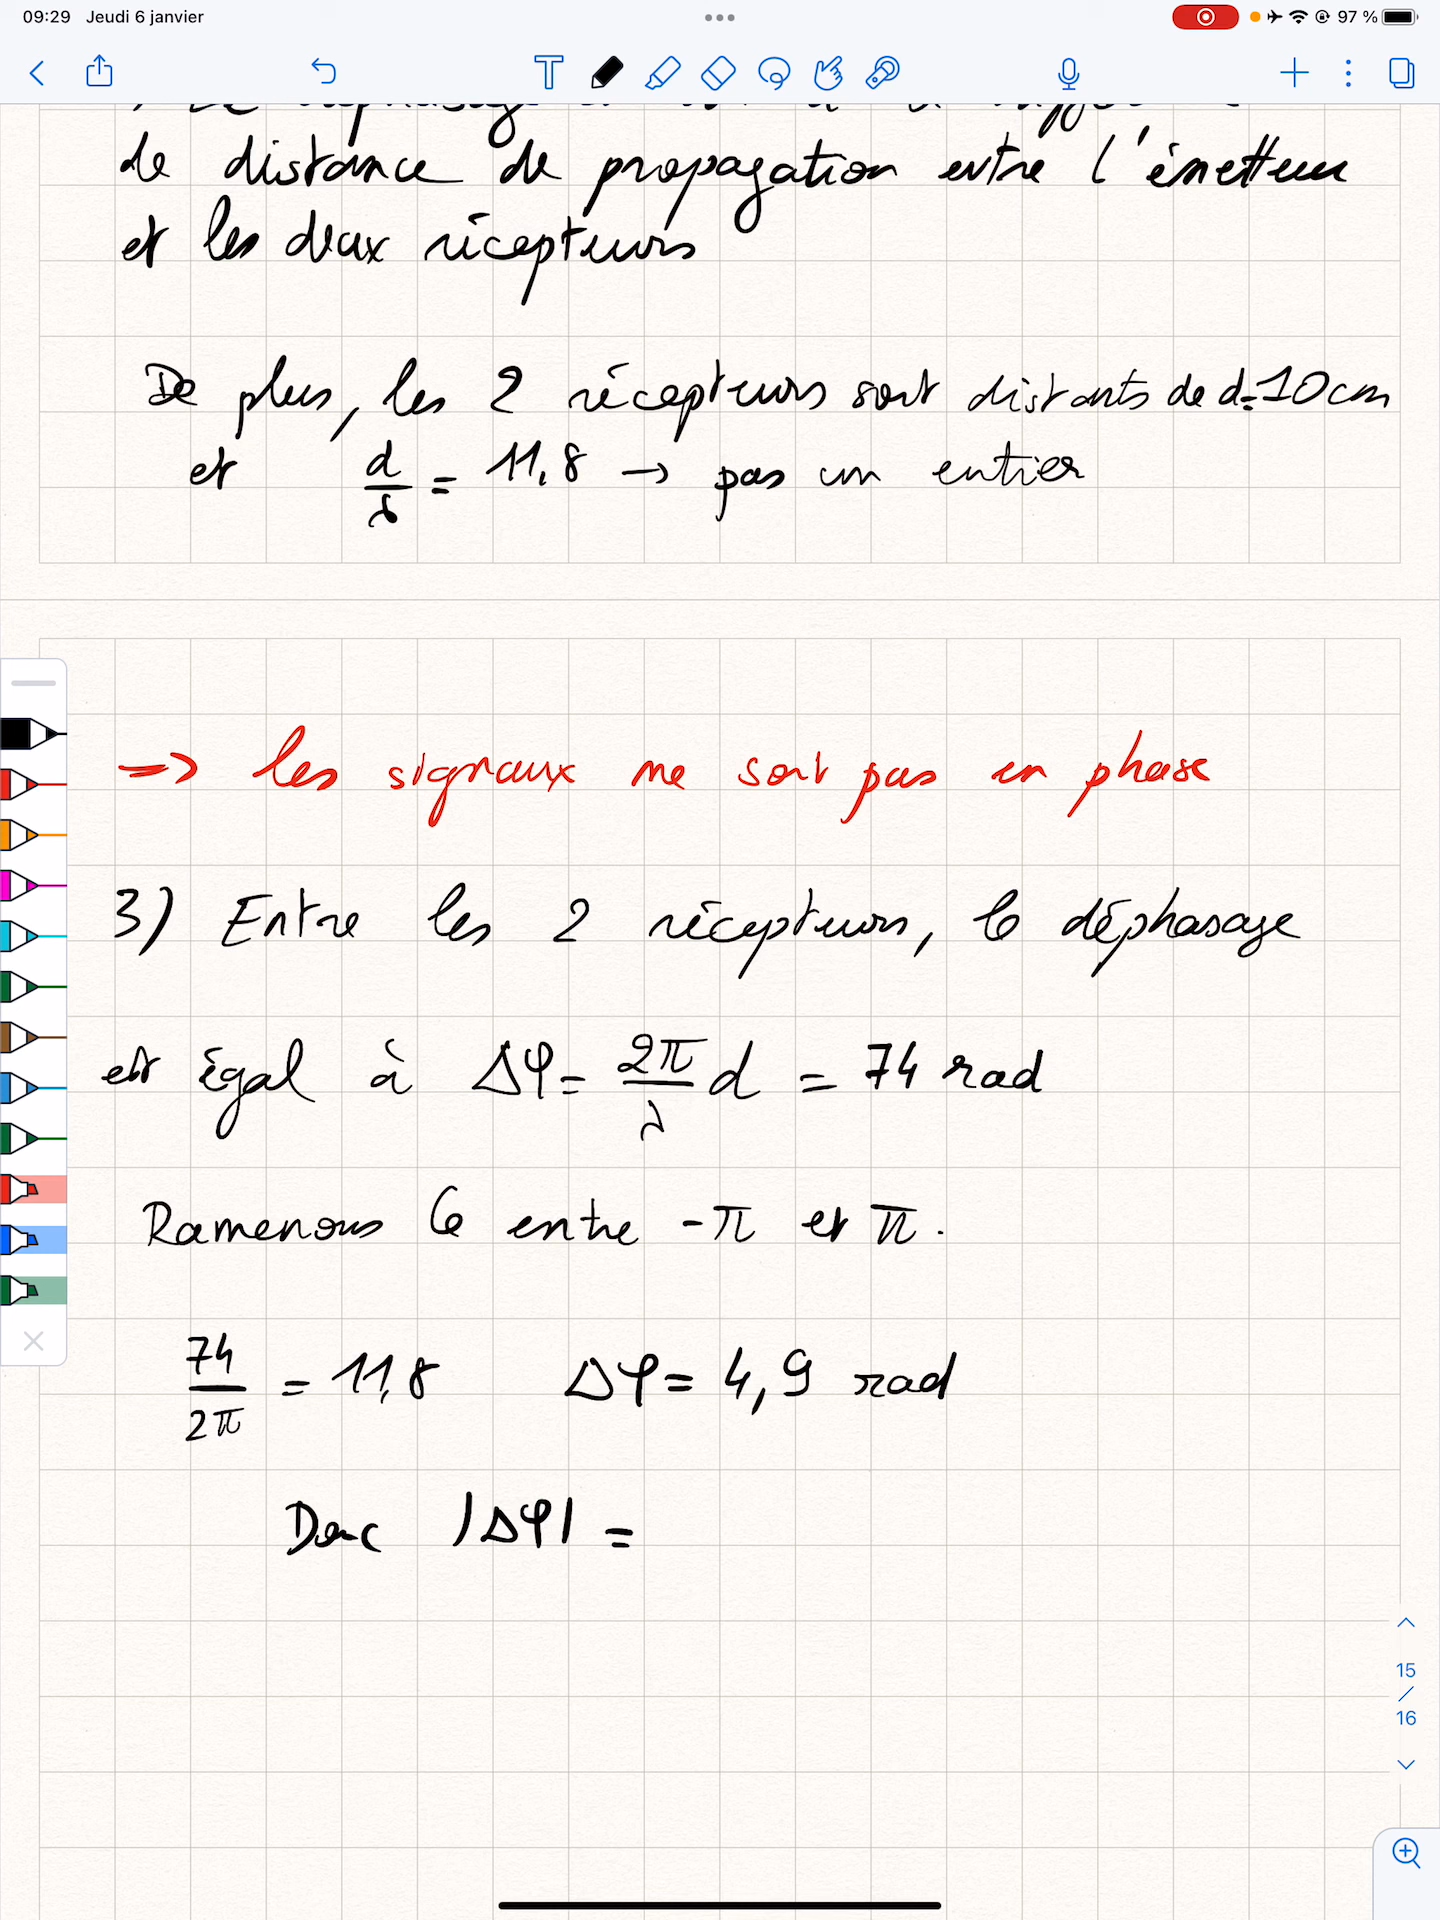 09:29 Jeudi 6 janvier
97 %
de distance de propagation entre l'émetteur
et les deux récepteurs
De plus, les 2 récepteurs sont distants de d=10cm
et d/λ = 11,8 → pas un entier
=> les signaux ne sont pas en phase
3) Entre les 2 récepteurs, le déphasage
est égal à Δφ = 2π/λ d = 74 rad
Ramenons le entre -π et π.
74/2π = 11,8 Δφ = 4,9 rad
Donc |Δφ| =
15
/
16